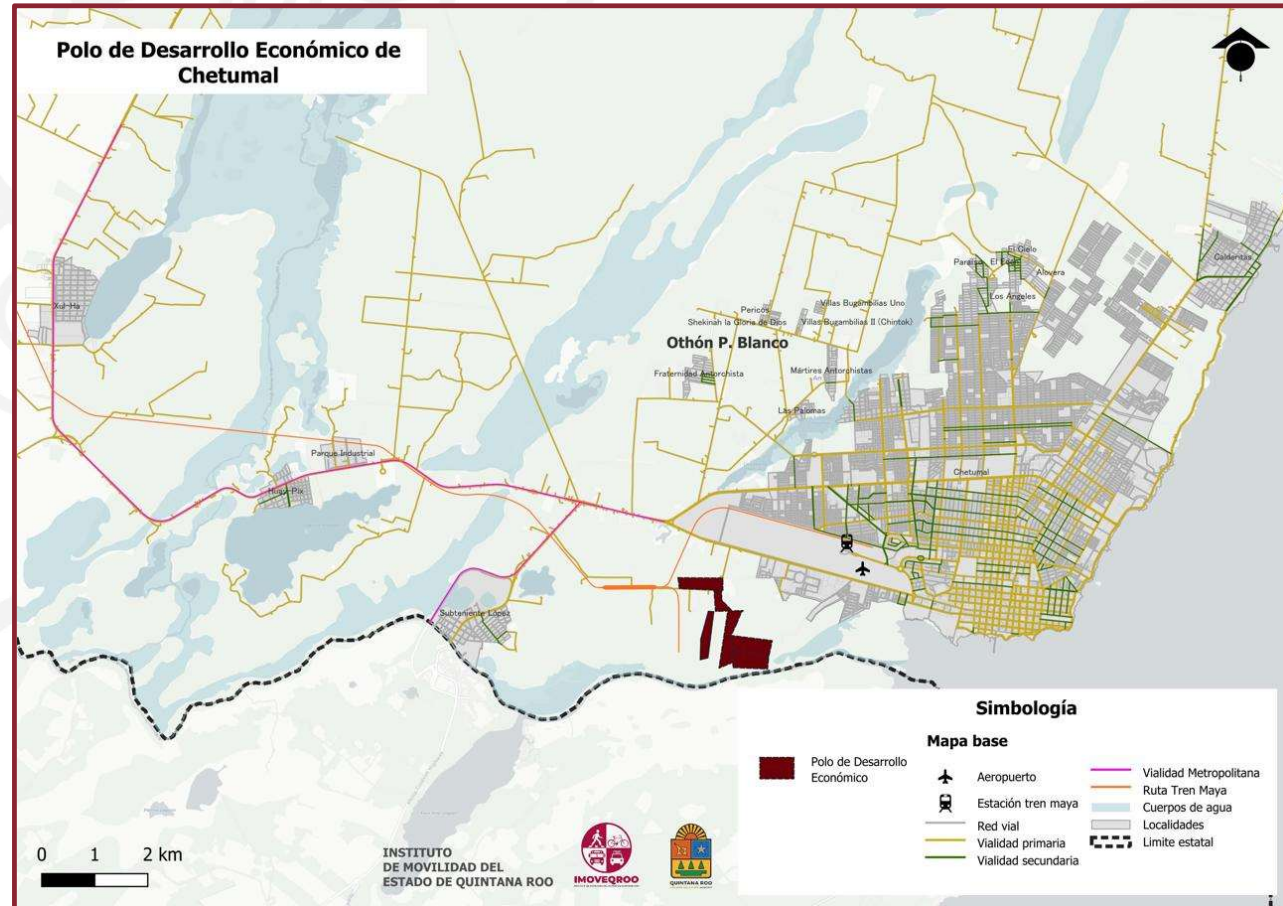 Polo de Desarrollo Económico de
Chetumal
El Cielo
Paraíso
El Edén
Alovera
Calderitas
Los Ángeles
Xul-Ha
Pericos
Villas Bugambilias Uno
Shekinah la Gloria de Dios
Villas Bugambilias II (Chintok)
Othón P. Blanco
Fraternidad Antorchista
Mártires Antorchistas
Las Palomas
Parque Industrial
Chetumal
Huay-Pix
Subteniente López
Simbología
Mapa base
Polo de Desarrollo
Económico
Aeropuerto
Estación tren maya
Red vial
Vialidad primaria
Vialidad secundaria
Vialidad Metropolitana
Ruta Tren Maya
Cuerpos de agua
Localidades
Limite estatal
0 1 2 km
INSTITUTO
DE MOVILIDAD DEL
ESTADO DE QUINTANA ROO
IMOVEQROO
QUINTANA ROO